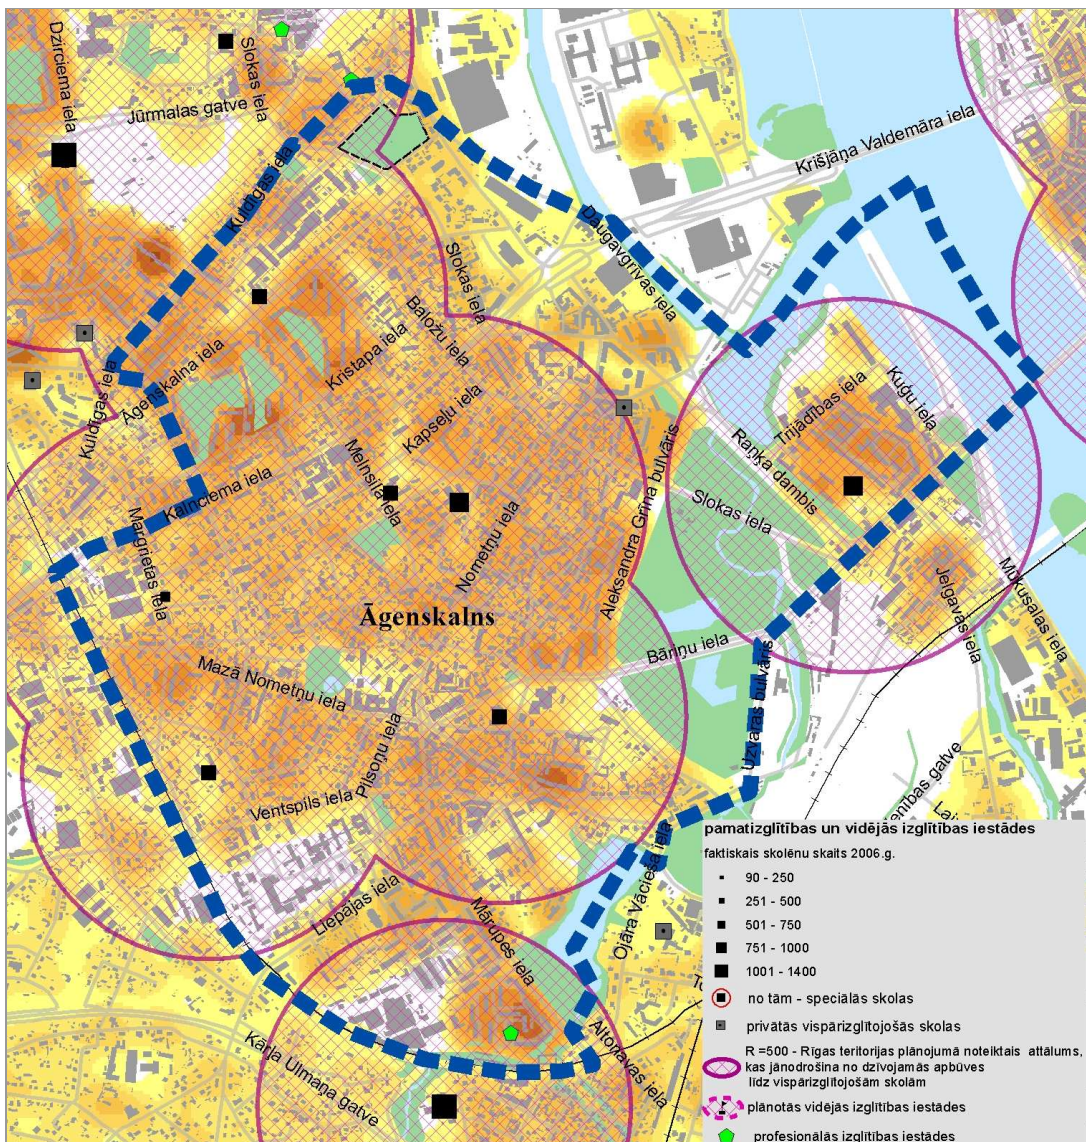 Dzirciema iela
Slokas iela
Jūrmalas gatve
Kuldīgas iela
Krišjāņa Valdemāra iela
Daugavgrīvas iela
Slokas iela
Baložu iela
Kristapa iela
Āgenskalna iela
Kuldīgas iela
Kapseļu iela
Kuģu iela
Trijādības iela
Raņķa dambis
Slokas iela
Melnsila iela
Kalnciema iela
Margrietas iela
Nometņu iela
Aleksandra Grīna bulvāris
Āgenskalns
Bāriņu iela
Jelgavas iela
Mūkusalas iela
Mazā Nometņu iela
Uzvaras bulvāris
Pilsoņu iela
Ventspils iela
Liepājas iela
Mārupes iela
Ojāra Vācieša iela
Altonavas iela
Kārļa Ulmaņa gatve
enības gatve
pamatizglītības un vidējās izglītības iestādes
faktiskais skolēnu skaits 2006.g.
90 - 250
251 - 500
501 - 750
751 - 1000
1001 - 1400
no tām - speciālās skolas
privātās vispārizglītojošās skolas
R =500 - Rīgas teritorijas plānojumā noteiktais attālums,
kas jānodrošina no dzīvojamās apbūves
līdz vispārizglītojošām skolām
plānotās vidējās izglītības iestādes
profesionālās izglītības iestādes